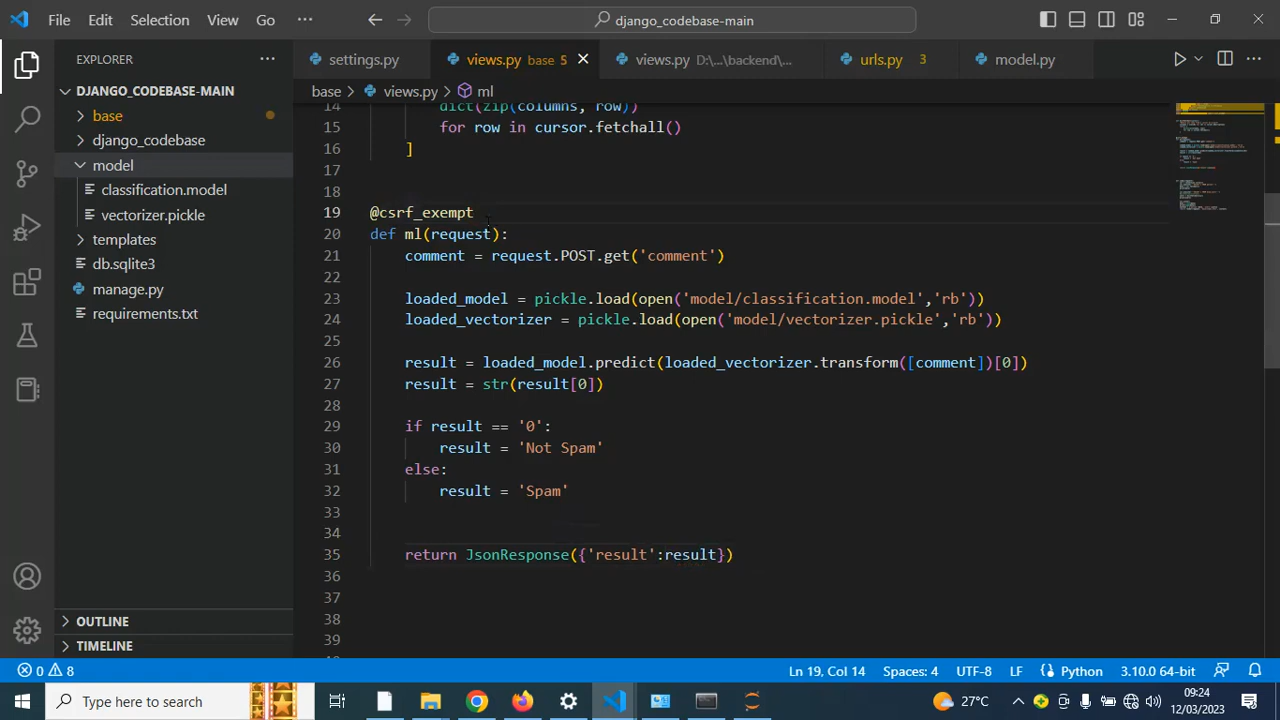 File Edit Selection View Go
django_codebase-main
EXPLORER
settings.py
views.py base 5
views.py D:\...\backend\...
urls.py 3
model.py
DJANGO_CODEBASE-MAIN
base
django_codebase
model
classification.model
vectorizer.pickle
templates
db.sqlite3
manage.py
requirements.txt
OUTLINE
TIMELINE
base > views.py > ml
14 dict(zip(columns, row))
15 for row in cursor.fetchall()
16 ]
17
18
19 @csrf_exempt
20 def ml(request):
21 comment = request.POST.get('comment')
22
23 loaded_model = pickle.load(open('model/classification.model','rb'))
24 loaded_vectorizer = pickle.load(open('model/vectorizer.pickle','rb'))
25
26 result = loaded_model.predict(loaded_vectorizer.transform([comment])[0])
27 result = str(result[0])
28
29 if result == '0':
30 result = 'Not Spam'
31 else:
32 result = 'Spam'
33
34
35 return JsonResponse({'result':result})
36
37
38
39
0 8
Ln 19, Col 14 Spaces: 4 UTF-8 LF Python 3.10.0 64-bit
Type here to search
27°C
09:24
12/03/2023